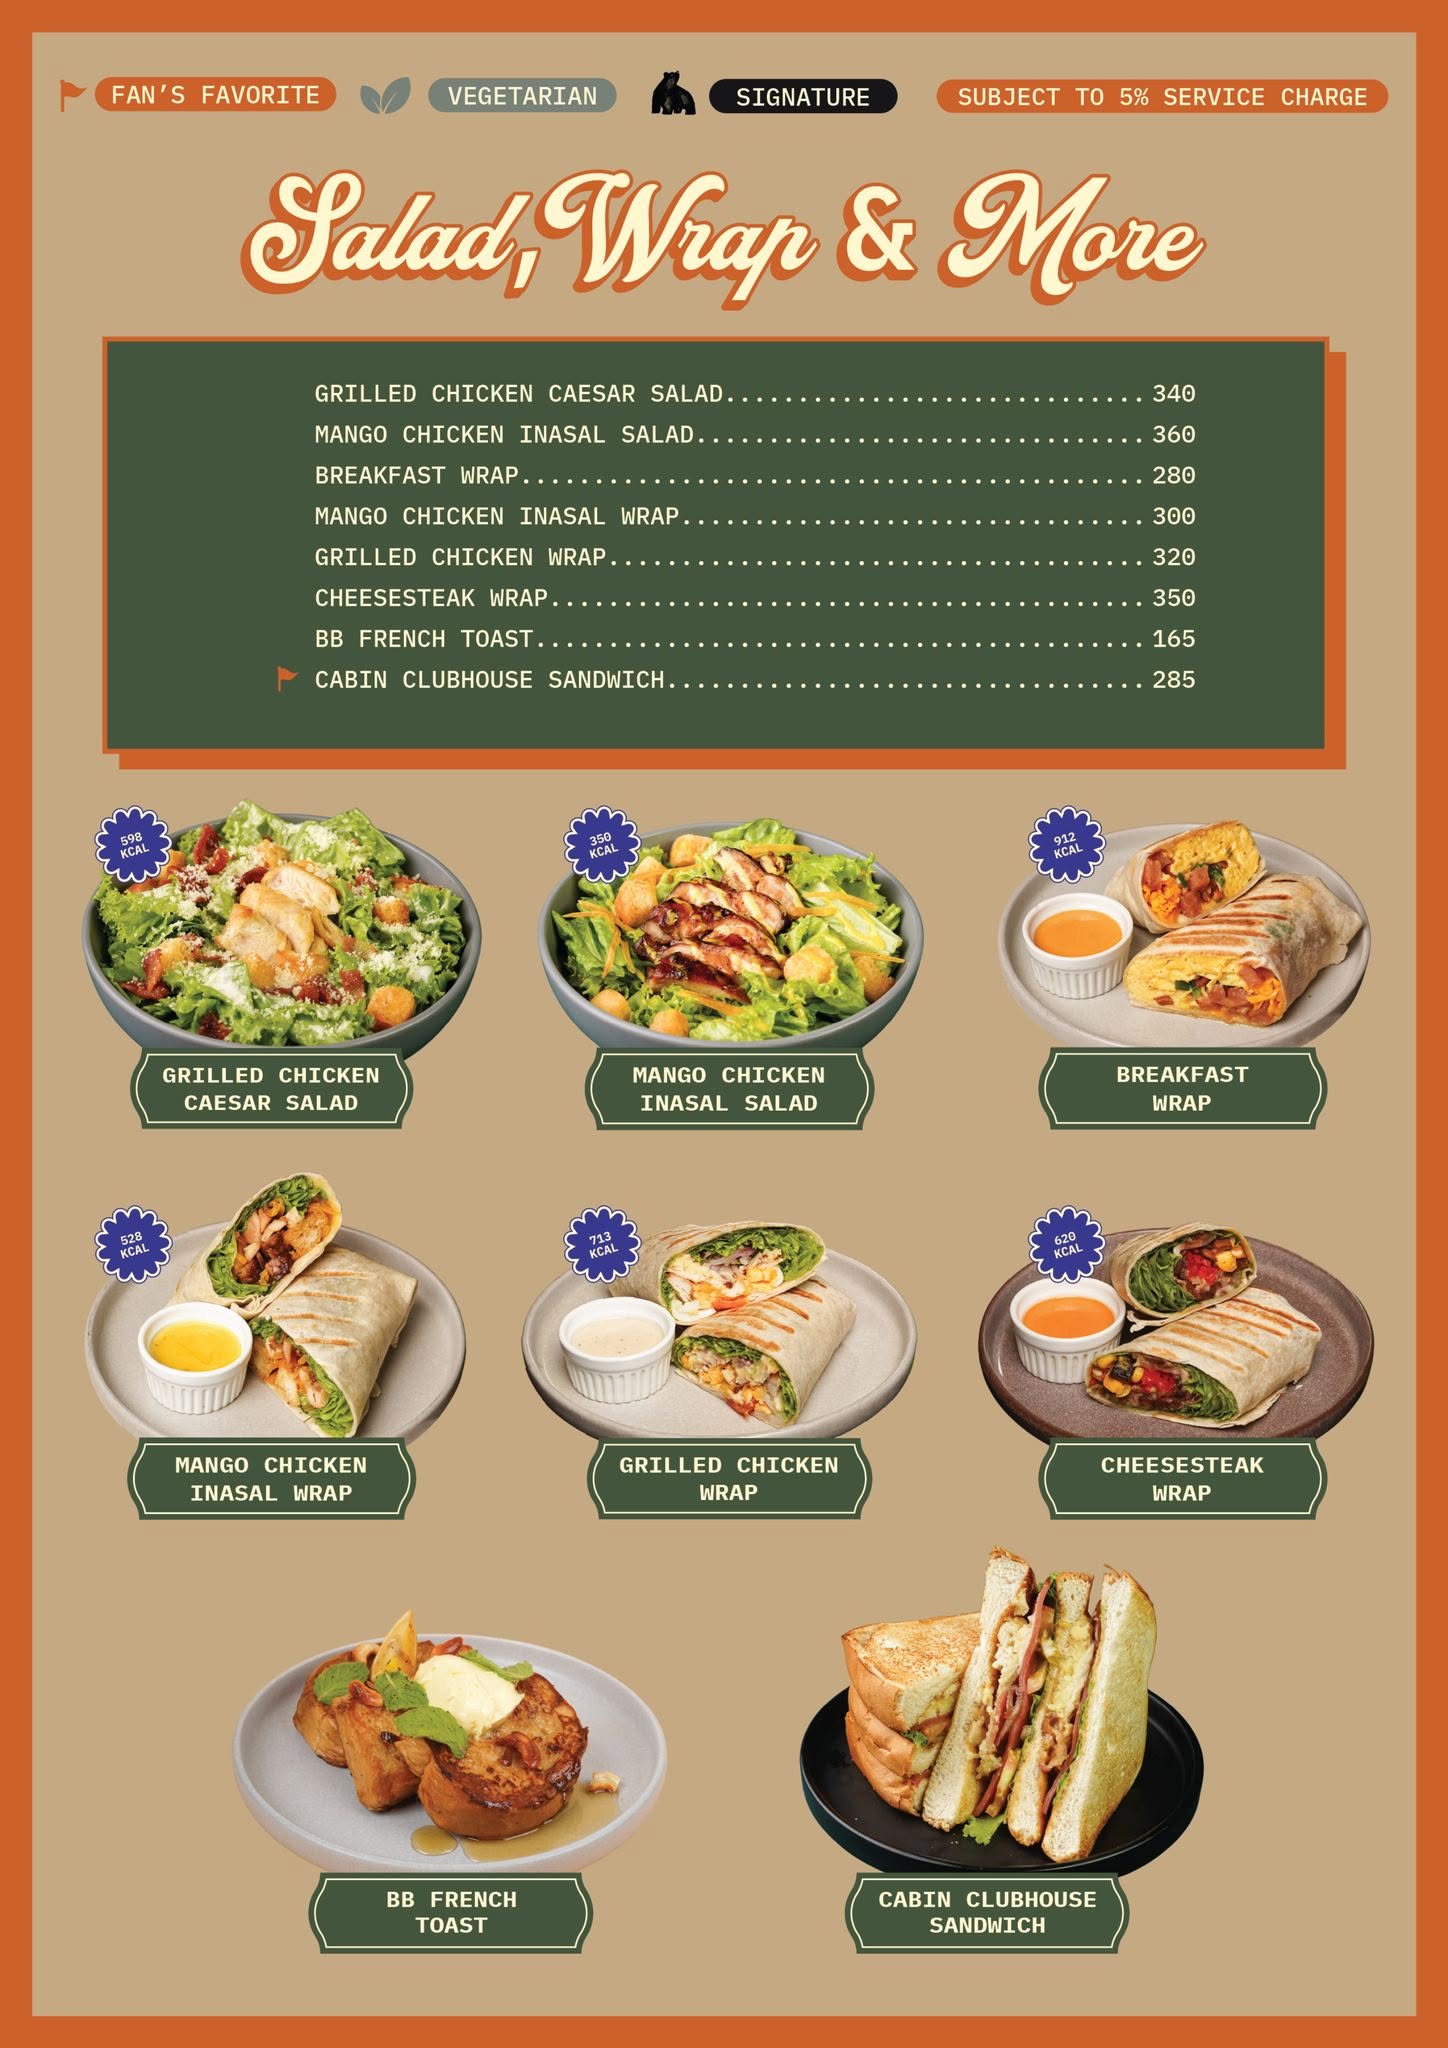 FAN'S FAVORITE
VEGETARIAN
SIGNATURE
SUBJECT TO 5% SERVICE CHARGE
Salad, Wrap & More
GRILLED CHICKEN CAESAR SALAD............................. 340
MANGO CHICKEN INASAL SALAD............................... 360
BREAKFAST WRAP........................................... 280
MANGO CHICKEN INASAL WRAP................................ 300
GRILLED CHICKEN WRAP..................................... 320
CHEESESTEAK WRAP......................................... 350
BB FRENCH TOAST.......................................... 165
CABIN CLUBHOUSE SANDWICH................................. 285
598
KCAL
350
KCAL
912
KCAL
GRILLED CHICKEN
CAESAR SALAD
MANGO CHICKEN
INASAL SALAD
BREAKFAST
WRAP
528
KCAL
713
KCAL
620
KCAL
MANGO CHICKEN
INASAL WRAP
GRILLED CHICKEN
WRAP
CHEESESTEAK
WRAP
BB FRENCH
TOAST
CABIN CLUBHOUSE
SANDWICH